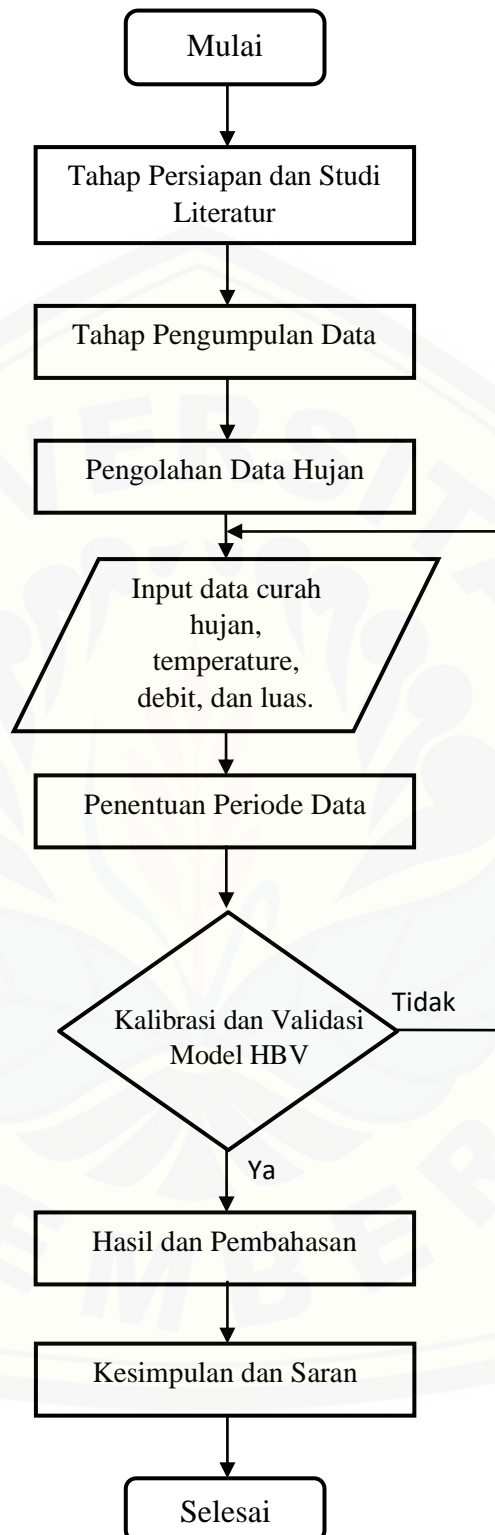 Mulai
Tahap Persiapan dan Studi
Literatur
Tahap Pengumpulan Data
Pengolahan Data Hujan
Input data curah
hujan,
temperature,
debit, dan luas.
Penentuan Periode Data
Kalibrasi dan Validasi
Model HBV
Tidak
Ya
Hasil dan Pembahasan
Kesimpulan dan Saran
Selesai